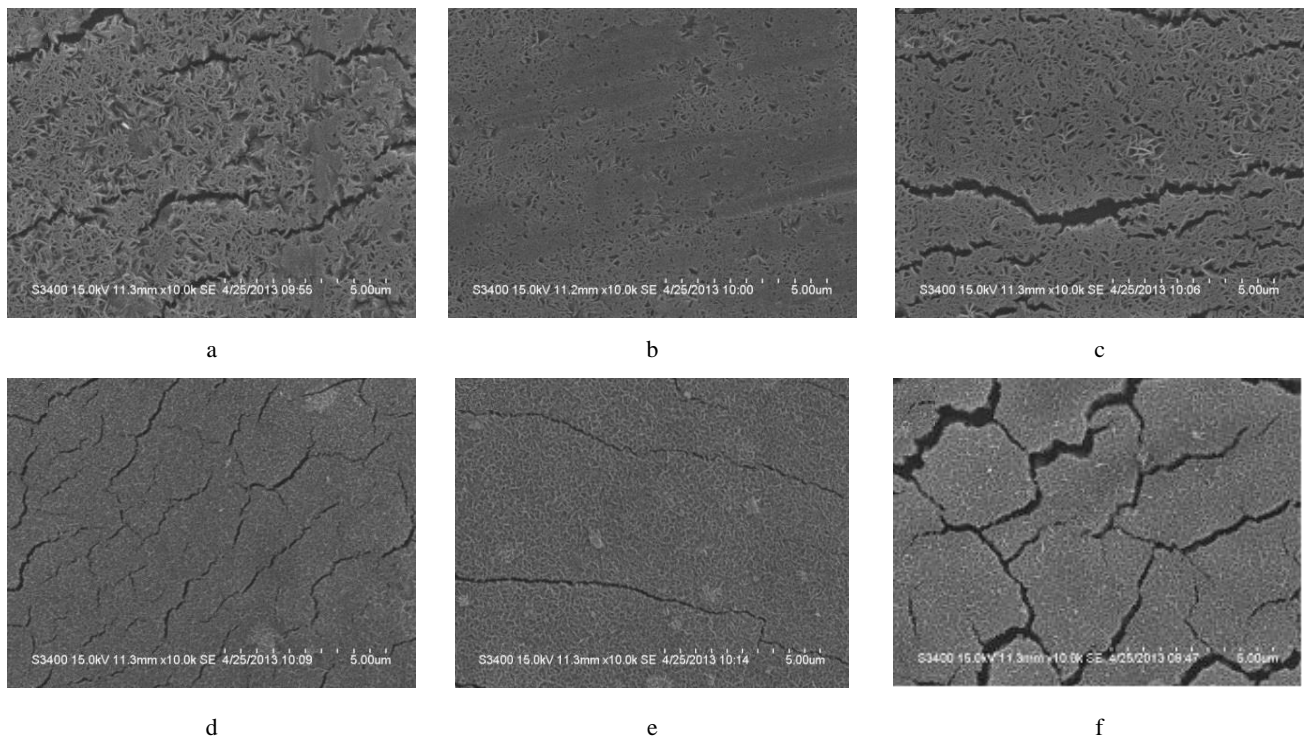 S3400 15.0kV 11.3mm x10.0k SE 4/25/2013 09:55 5.00um
S3400 15.0kV 11.2mm x10.0k SE 4/25/2013 10:00 5.00um
S3400 15.0kV 11.3mm x10.0k SE 4/25/2013 10:06 5.00um
a
b
c
S3400 15.0kV 11.3mm x10.0k SE 4/25/2013 10:09 5.00um
S3400 15.0kV 11.3mm x10.0k SE 4/25/2013 10:14 5.00um
S3400 15.0kV 11.3mm x10.0k SE 4/25/2013 09:47 5.00um
d
e
f